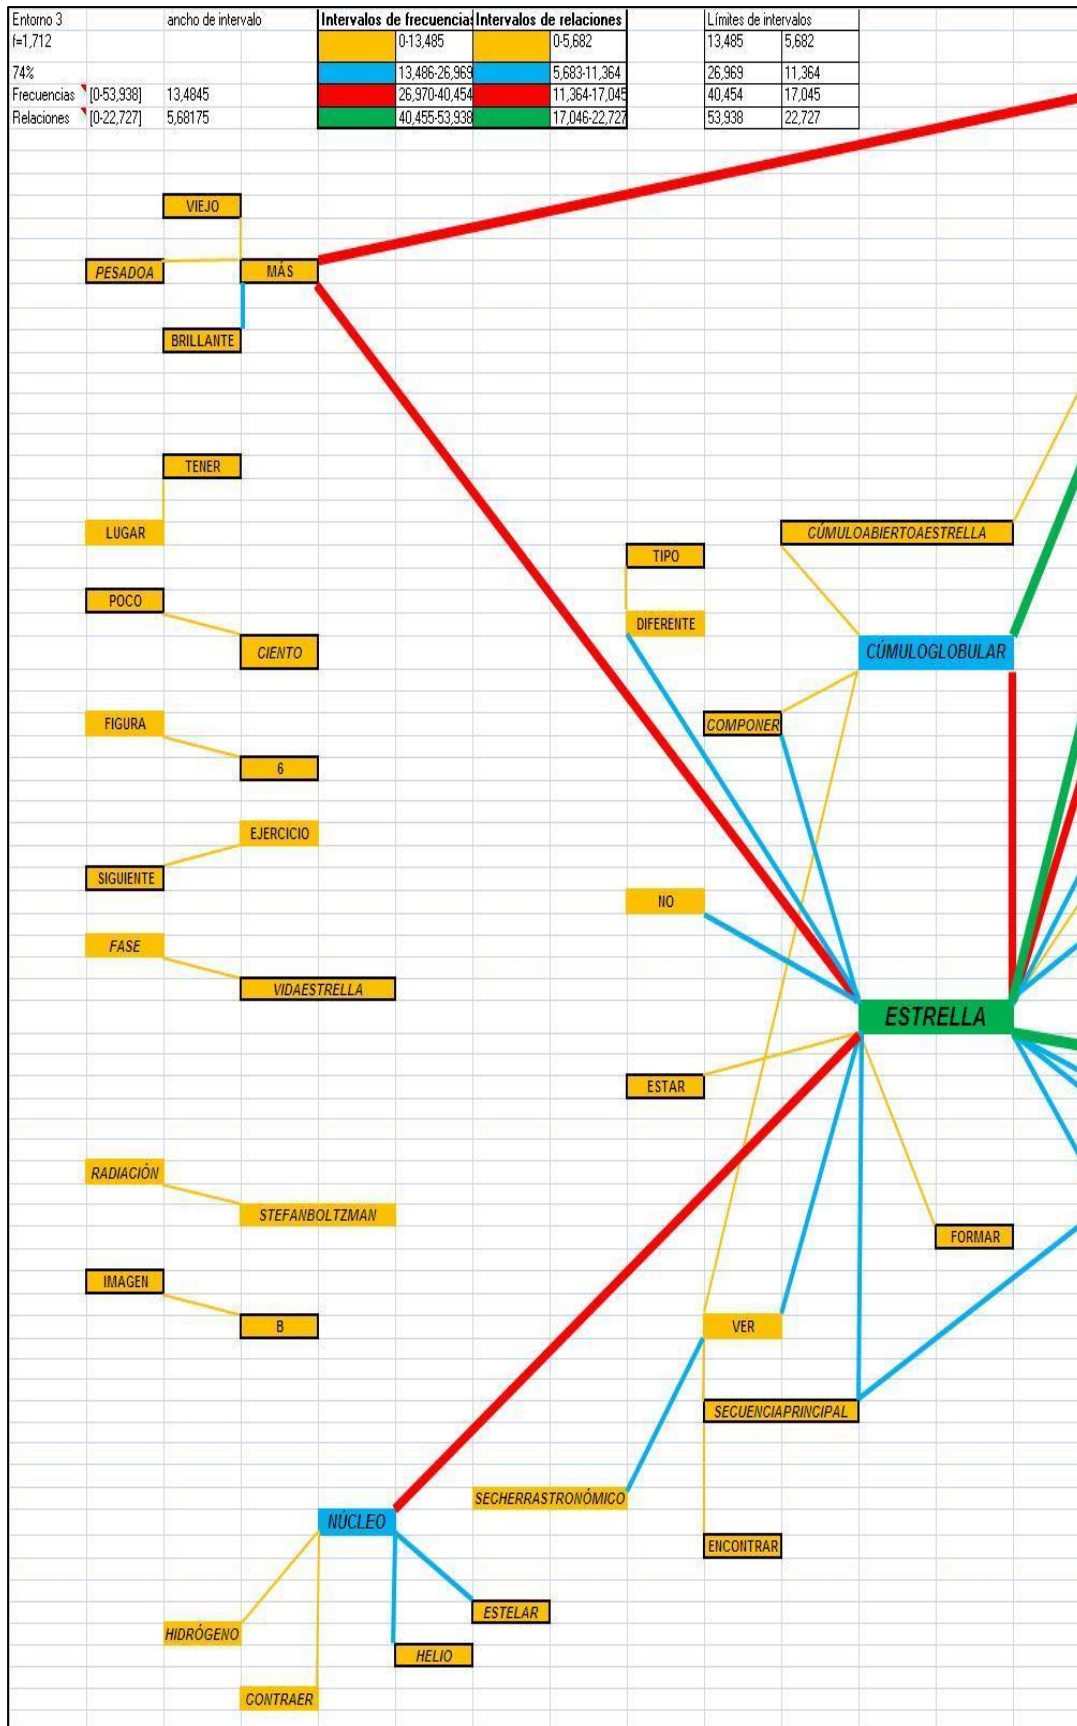 Entorno 3 ancho de intervalo Intervalos de frecuencias Intervalos de relaciones Límites de intervalos
f=1,712 0-13,485 0-5,682 13,485 5,682
74% 13,486-26,969 5,683-11,364 26,969 11,364
Frecuencias [0-53,938] 13,4845 26,970-40,454 11,364-17,045 40,454 17,045
Relaciones [0-22,727] 5,68175 40,455-53,938 17,046-22,727 53,938 22,727
VIEJO
PESADOA MÁS
BRILLANTE
TENER
LUGAR CÚMULOABIERTOAESTRELLA
TIPO
POCO
DIFERENTE
CIENTO CÚMULOGLOBULAR
FIGURA COMPONER
6
EJERCICIO
SIGUIENTE
NO
FASE
VIDAESTRELLA
ESTRELLA
ESTAR
RADIACIÓN
STEFANBOLTZMAN
FORMAR
IMAGEN
B VER
SECUENCIAPRINCIPAL
SECHERRASTRONÓMICO
NÚCLEO
ENCONTRAR
ESTELAR
HIDRÓGENO
HELIO
CONTRAER